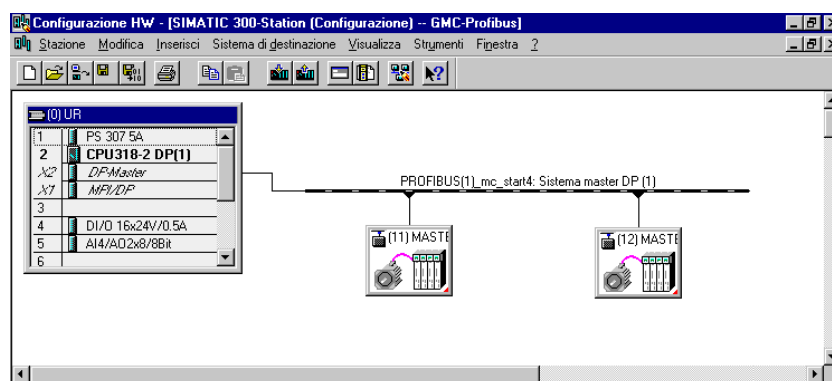 Configurazione HW - [SIMATIC 300-Station (Configurazione) -- GMC-Profibus]
Stazione Modifica Inserisci Sistema di destinazione Visualizza Strumenti Finestra ?
(0) UR
1 PS 307 5A
2 CPU318-2 DP(1)
X2 DP-Master
X1 MPI/DP
3
4 DI/O 16x24V/0.5A
5 AI4/AO2x8/8Bit
6
PROFIBUS(1)_mc_start4: Sistema master DP (1)
(11) MASTE
(12) MASTE